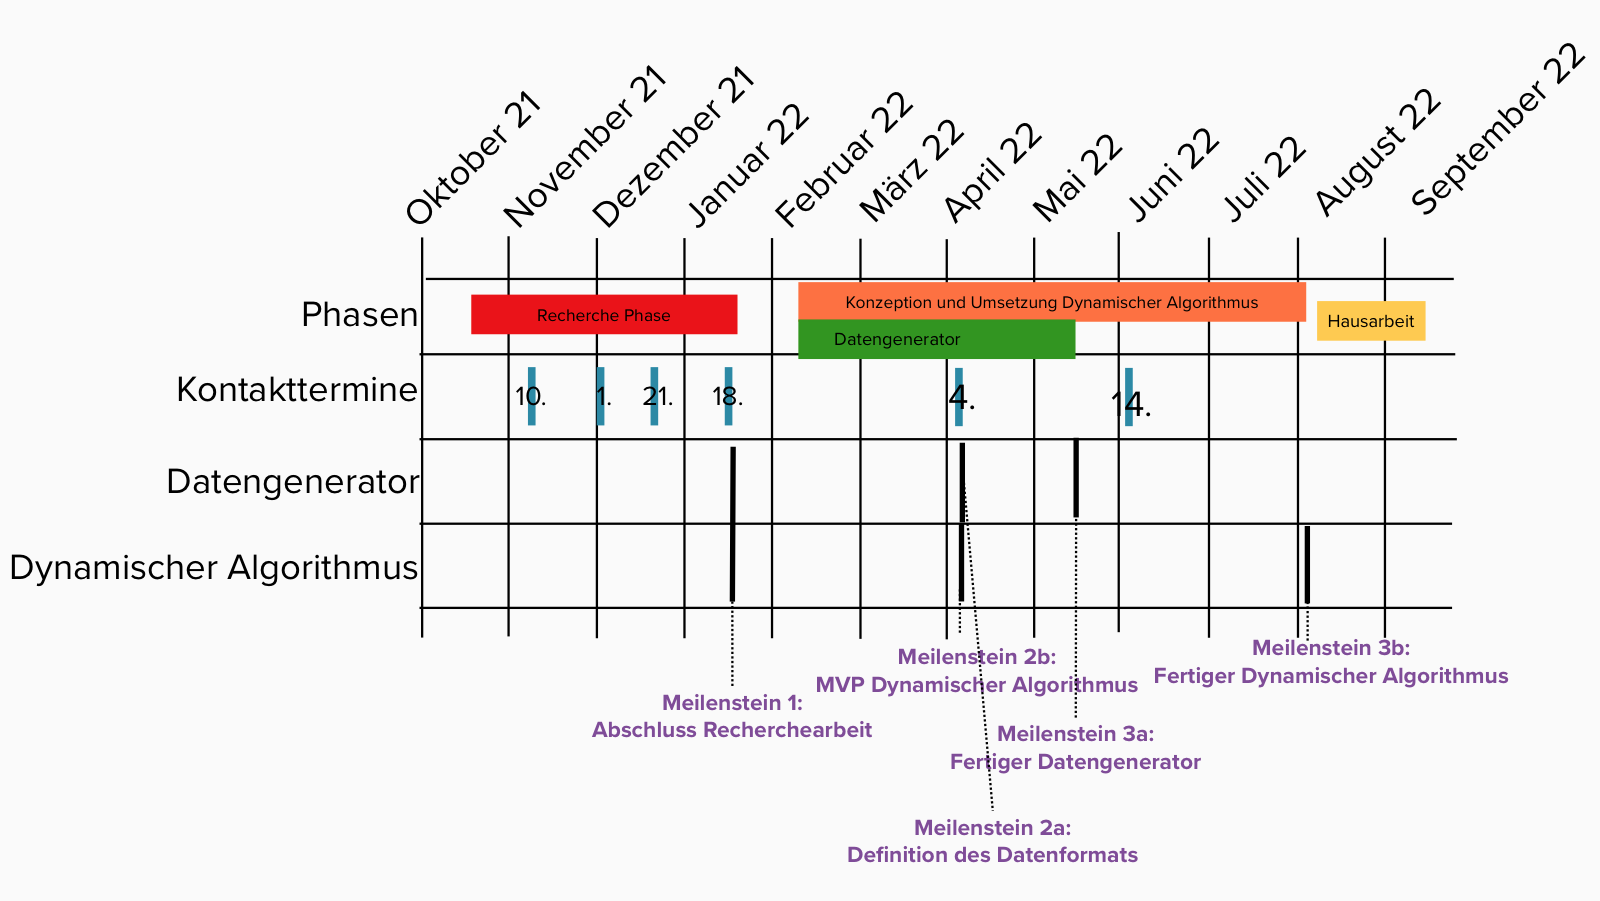 Oktober 21
November 21
Dezember 21
Januar 22
Februar 22
März 22
April 22
Mai 22
Juni 22
Juli 22
August 22
September 22
Phasen
Recherche Phase
Konzeption und Umsetzung Dynamischer Algorithmus
Datengenerator
Hausarbeit
Kontakttermine
10.
1.
21.
18.
4.
14.
Datengenerator
Dynamischer Algorithmus
Meilenstein 1:
Abschluss Recherchearbeit
Meilenstein 2b:
MVP Dynamischer Algorithmus
Meilenstein 3b:
Fertiger Dynamischer Algorithmus
Meilenstein 3a:
Fertiger Datengenerator
Meilenstein 2a:
Definition des Datenformats